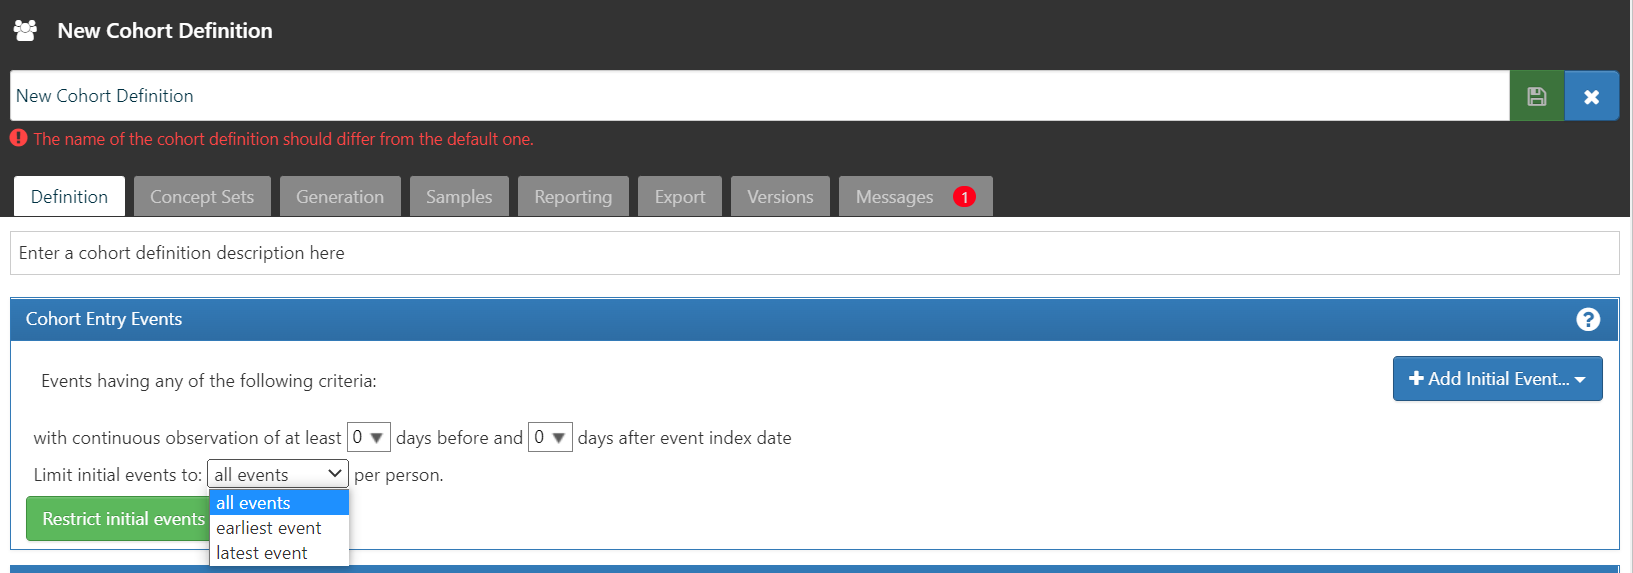 New Cohort Definition
New Cohort Definition
The name of the cohort definition should differ from the default one.
Definition Concept Sets Generation Samples Reporting Export Versions Messages 1
Enter a cohort definition description here
Cohort Entry Events ?
Events having any of the following criteria:
+ Add Initial Event...
with continuous observation of at least 0 days before and 0 days after event index date
Limit initial events to: all events per person.
all events
Restrict initial events
earliest event
latest event